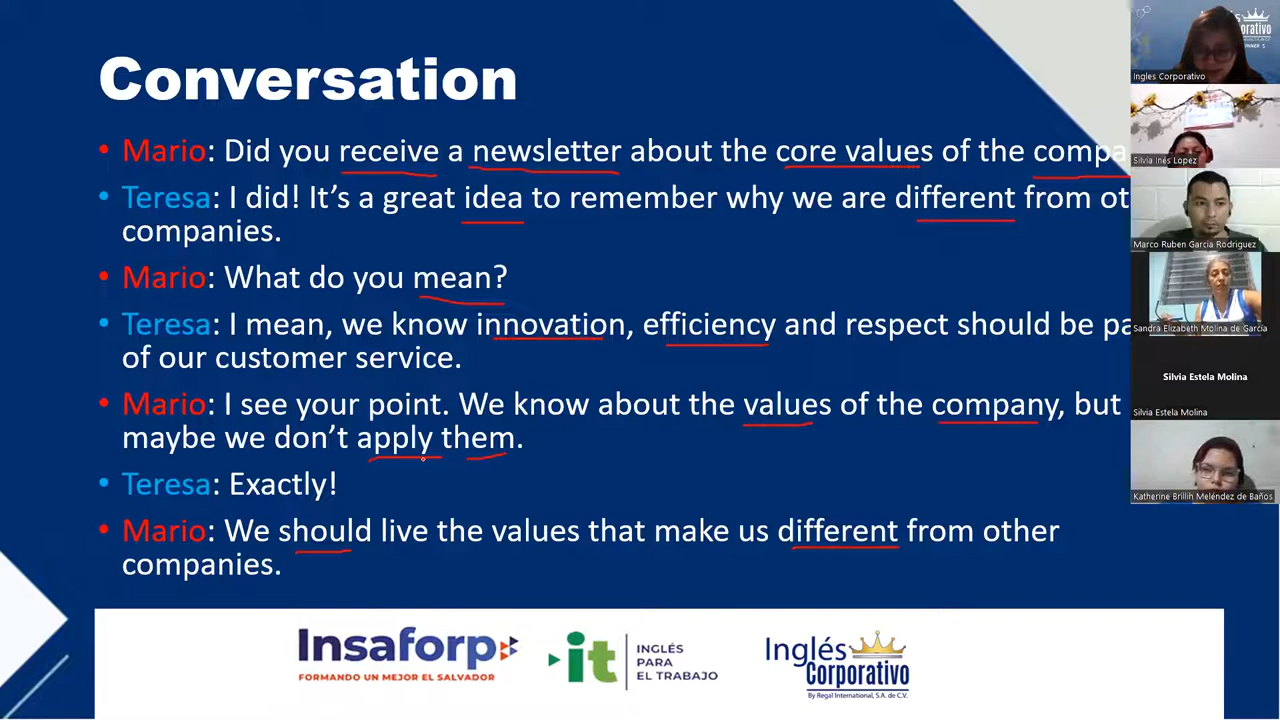 Conversation
• Mario: Did you receive a newsletter about the core values of the compa
• Teresa: I did! It's a great idea to remember why we are different from ot
companies.
• Mario: What do you mean?
• Teresa: I mean, we know innovation, efficiency and respect should be pa
of our customer service.
• Mario: I see your point. We know about the values of the company, but
maybe we don't apply them.
• Teresa: Exactly!
• Mario: We should live the values that make us different from other
companies.
Insaforp
FORMANDO UN MEJOR EL SALVADOR
it
INGLÉS
PARA
EL TRABAJO
Inglés
Corporativo
By Regal International, S.A. de C.V.
Ingles Corporativo
Silvia Ines Lopez
Marco Ruben Garcia Rodriguez
Sandra Elizabeth Molina de García
Silvia Estela Molina
Silvia Estela Molina
Katherine Brillih Meléndez de Baños